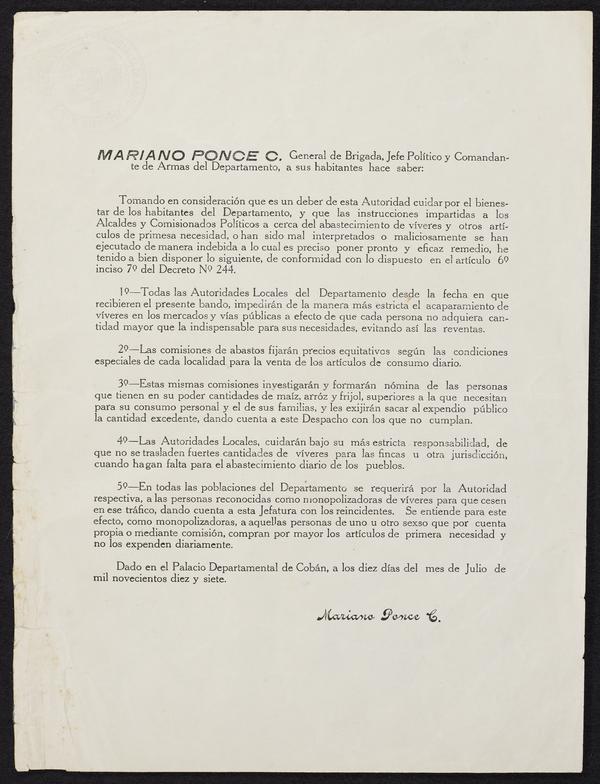 MARIANO PONCE C. General de Brigada, Jefe Político y Comandan-
te de Armas del Departamento, a sus habitantes hace saber:
Tomando en consideración que es un deber de esta Autoridad cuidar por el bienes-
tar de los habitantes del Departamento, y que las instrucciones impartidas a los
Alcaldes y Comisionados Políticos a cerca del abastecimiento de víveres y otros artí-
culos de primesa necesidad, o han sido mal interpretados o maliciosamente se han
ejecutado de manera indebida a lo cual es preciso poner pronto y eficaz remedio, he
tenido a bien disponer lo siguiente, de conformidad con lo dispuesto en el artículo 6º
inciso 7º del Decreto Nº 244.
1º—Todas las Autoridades Locales del Departamento desde la fecha en que
recibieren el presente bando, impedirán de la manera más estricta el acaparamiento de
víveres en los mercados y vías públicas a efecto de que cada persona no adquiera can-
tidad mayor que la indispensable para sus necesidades, evitando así las reventas.
2º—Las comisiones de abastos fijarán precios equitativos según las condiciones
especiales de cada localidad para la venta de los artículos de consumo diario.
3º—Estas mismas comisiones investigarán y formarán nómina de las personas
que tienen en su poder cantidades de maíz, arróz y frijol, superiores a la que necesitan
para su consumo personal y el de sus familias, y les exijirán sacar al expendio público
la cantidad excedente, dando cuenta a este Despacho con los que no cumplan.
4º—Las Autoridades Locales, cuidarán bajo su más estricta responsabilidad, de
que no se trasladen fuertes cantidades de víveres para las fincas u otra jurisdicción,
cuando hagan falta para el abastecimiento diario de los pueblos.
5º—En todas las poblaciones del Departamento se requerirá por la Autoridad
respectiva, a las personas reconocidas como monopolizadoras de víveres para que cesen
en ese tráfico, dando cuenta a esta Jefatura con los reincidentes. Se entiende para este
efecto, como monopolizadoras, a aquellas personas de uno u otro sexso que por cuenta
propia o mediante comisión, compran por mayor los artículos de primera necesidad y
no los expenden diariamente.
Dado en el Palacio Departamental de Cobán, a los diez días del mes de Julio de
mil novecientos diez y siete.
Mariano Ponce C.